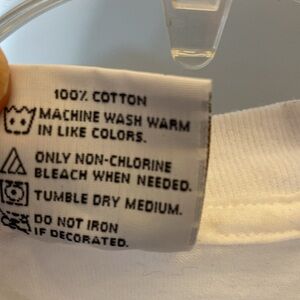 100% COTTON
MACHINE WASH WARM
IN LIKE COLORS.
ONLY NON-CHLORINE
BLEACH WHEN NEEDED.
TUMBLE DRY MEDIUM.
DO NOT IRON
IF DECORATED.